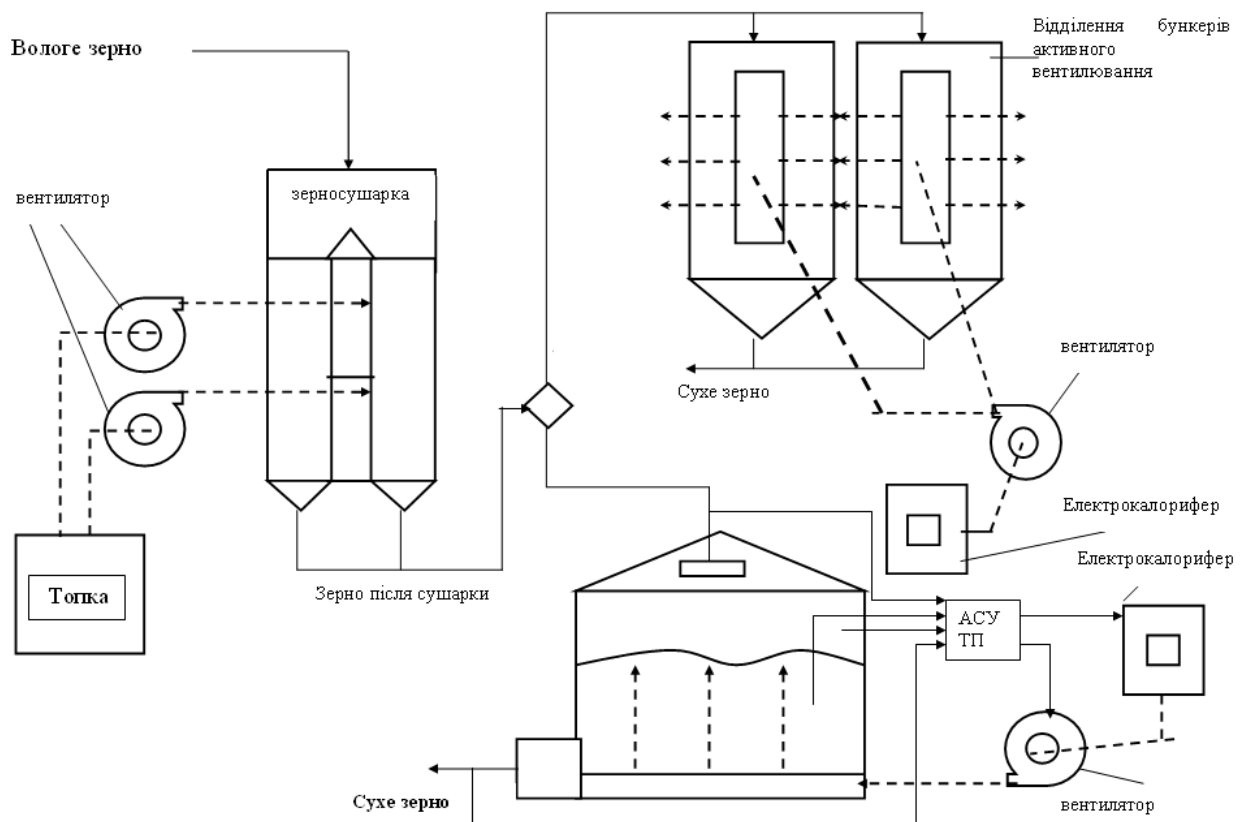 Вологе зерно
Відділення бункерів
активного
вентилювання
вентилятор
зерносушарка
вентилятор
Сухе зерно
Електрокалорифер
Електрокалорифер
Топка
Зерно після сушарки
АСУ
ТП
Сухе зерно
вентилятор